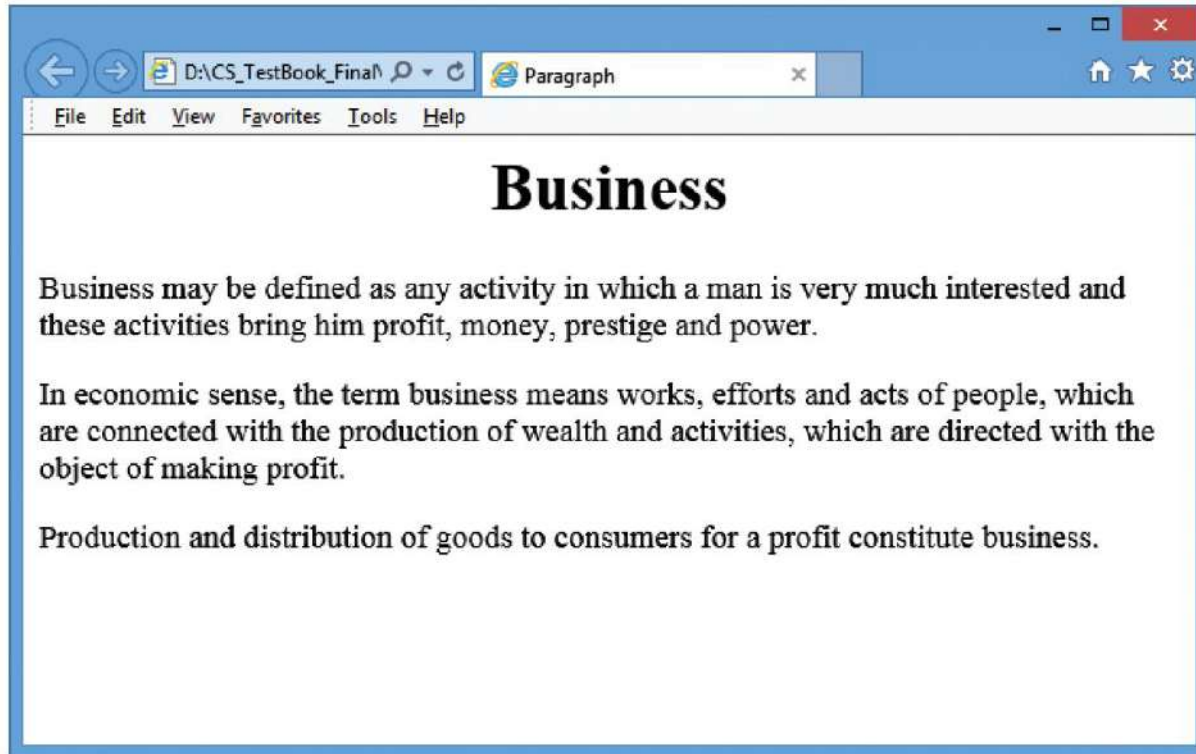 D:\CS_TestBook_Final\
Paragraph
File Edit View Favorites Tools Help
Business
Business may be defined as any activity in which a man is very much interested and
these activities bring him profit, money, prestige and power.
In economic sense, the term business means works, efforts and acts of people, which
are connected with the production of wealth and activities, which are directed with the
object of making profit.
Production and distribution of goods to consumers for a profit constitute business.